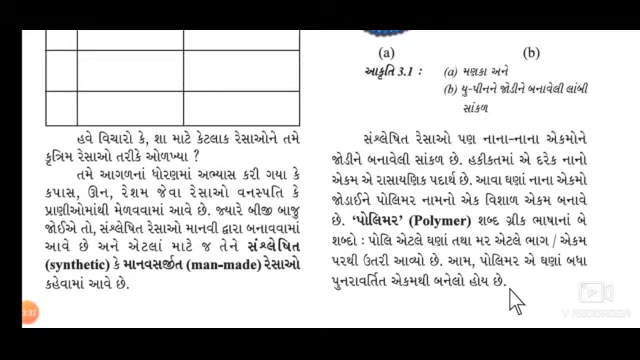 હવે વિચારો કે, શા માટે કેટલાક રેસાઓને તમે
કૃત્રિમ રેસાઓ તરીકે ઓળખ્યા ?
તમે આગળનાં ધોરણમાં અભ્યાસ કરી ગયા કે
કપાસ, ઊન, રેશમ જેવા રેસાઓ વનસ્પતિ કે
પ્રાણીઓમાંથી મેળવવામાં આવે છે. જ્યારે બીજી બાજુ
જોઈએ તો, સંશ્લેષિત રેસાઓ માનવી દ્વારા બનાવવામાં
આવે છે અને એટલાં માટે જ તેને સંશ્લેષિત
(synthetic) કે માનવસર્જીત (man-made) રેસાઓ
કહેવામાં આવે છે.
(a) (b)
આકૃતિ 3.1 : (a) મણકા અને
(b) યુ-પીનને જોડીને બનાવેલી લાંબી
સાંકળ
સંશ્લેષિત રેસાઓ પણ નાના-નાના એકમોને
જોડીને બનાવેલી સાંકળ છે. હકીકતમાં એ દરેક નાનો
એકમ એ રાસાયણિક પદાર્થ છે. આવા ઘણાં નાના એકમો
જોડાઈને પોલિમર નામનો એક વિશાળ એકમ બનાવે
છે. 'પોલિમર' (Polymer) શબ્દ ગ્રીક ભાષાનાં બે
શબ્દો : પોલિ એટલે ઘણાં તથા મર એટલે ભાગ / એકમ
પરથી ઉતરી આવ્યો છે. આમ, પોલિમર એ ઘણાં બધા
પુનરાવર્તિત એકમથી બનેલો હોય છે.
V RECORDER